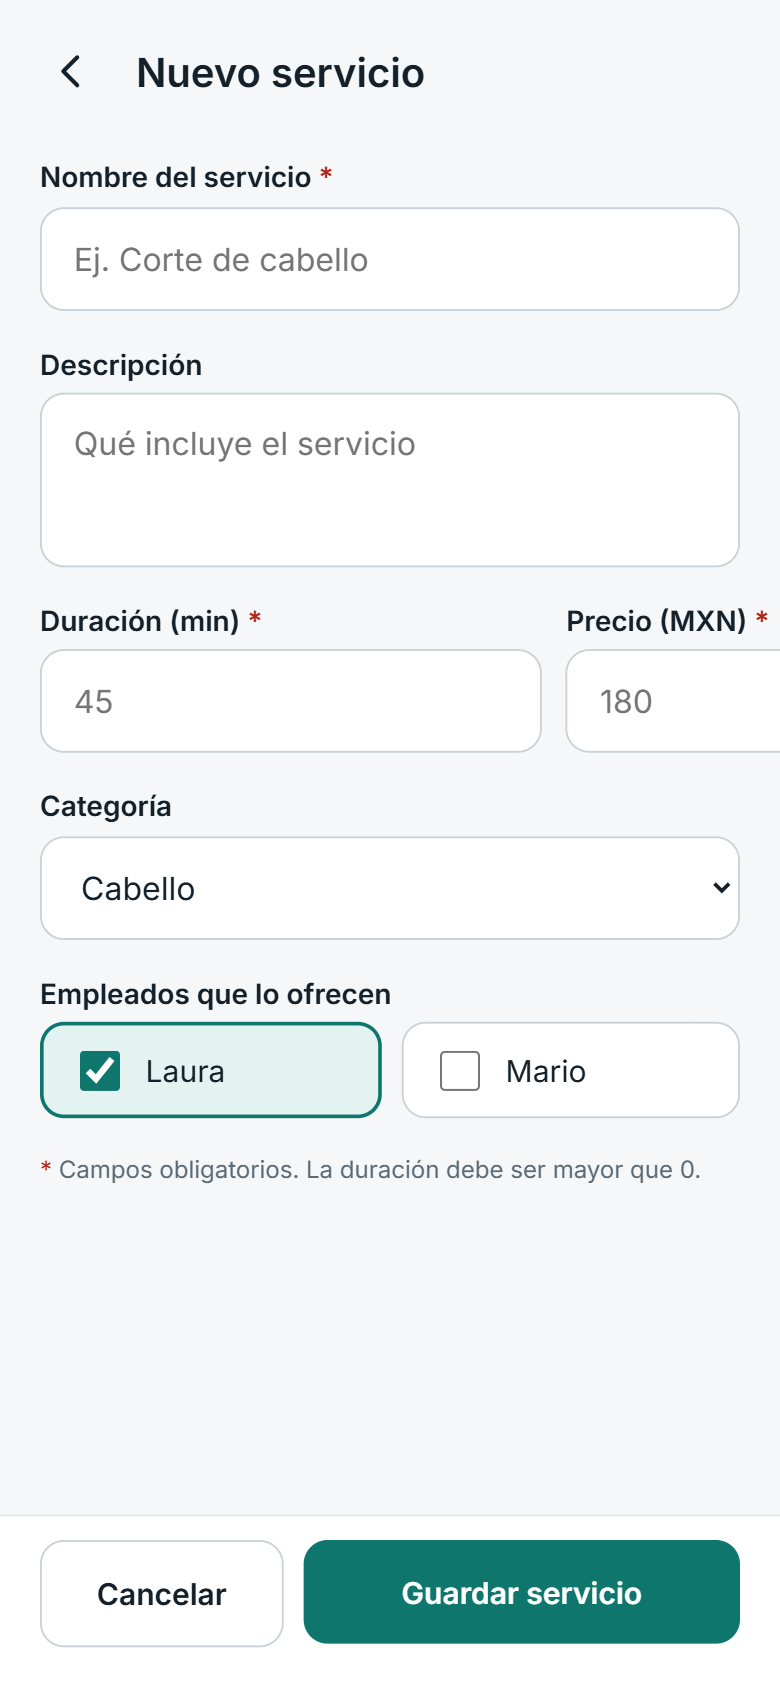 Nuevo servicio
Nombre del servicio *
Ej. Corte de cabello
Descripción
Qué incluye el servicio
Duración (min) * Precio (MXN) *
45 180
Categoría
Cabello
Empleados que lo ofrecen
Laura Mario
* Campos obligatorios. La duración debe ser mayor que 0.
Cancelar Guardar servicio